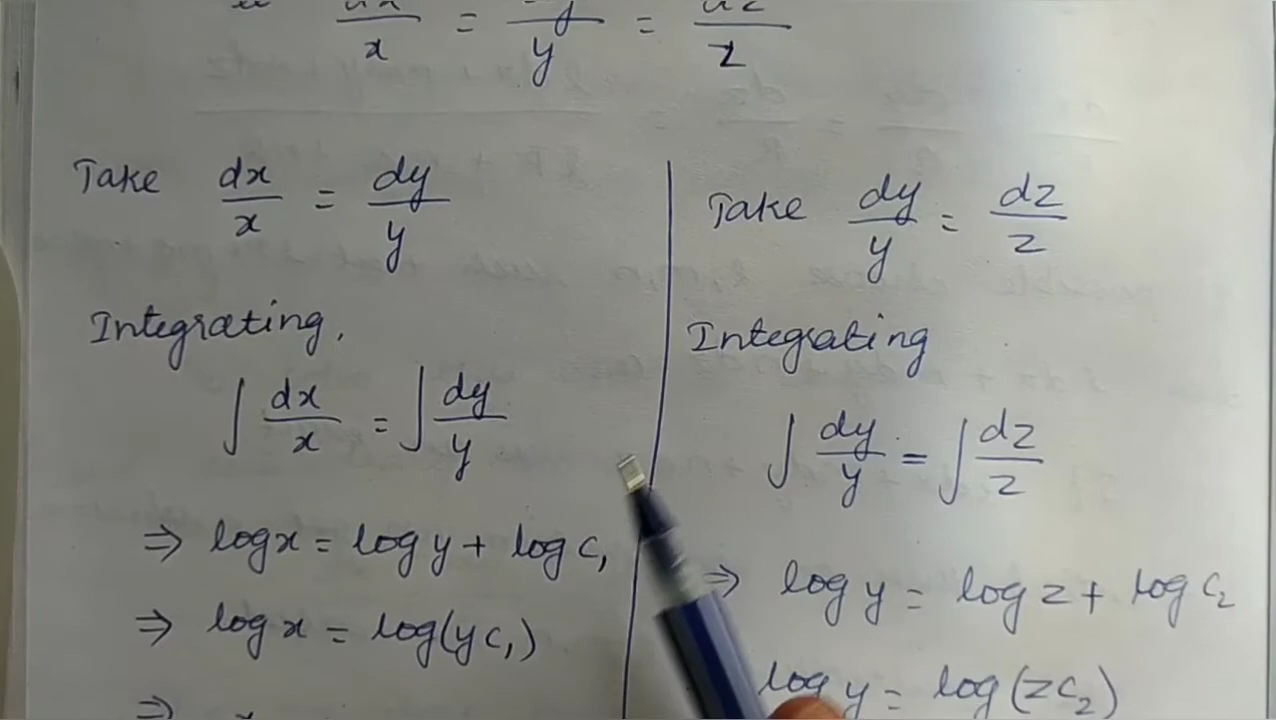 dx/x = dy/y = dz/z
Take dx/x = dy/y
Integrating,
∫ dx/x = ∫ dy/y
⇒ log x = log y + log c₁
⇒ log x = log(y c₁)
⇒
Take dy/y = dz/z
Integrating
∫ dy/y = ∫ dz/z
⇒ log y = log z + log c₂
log y = log(z c₂)